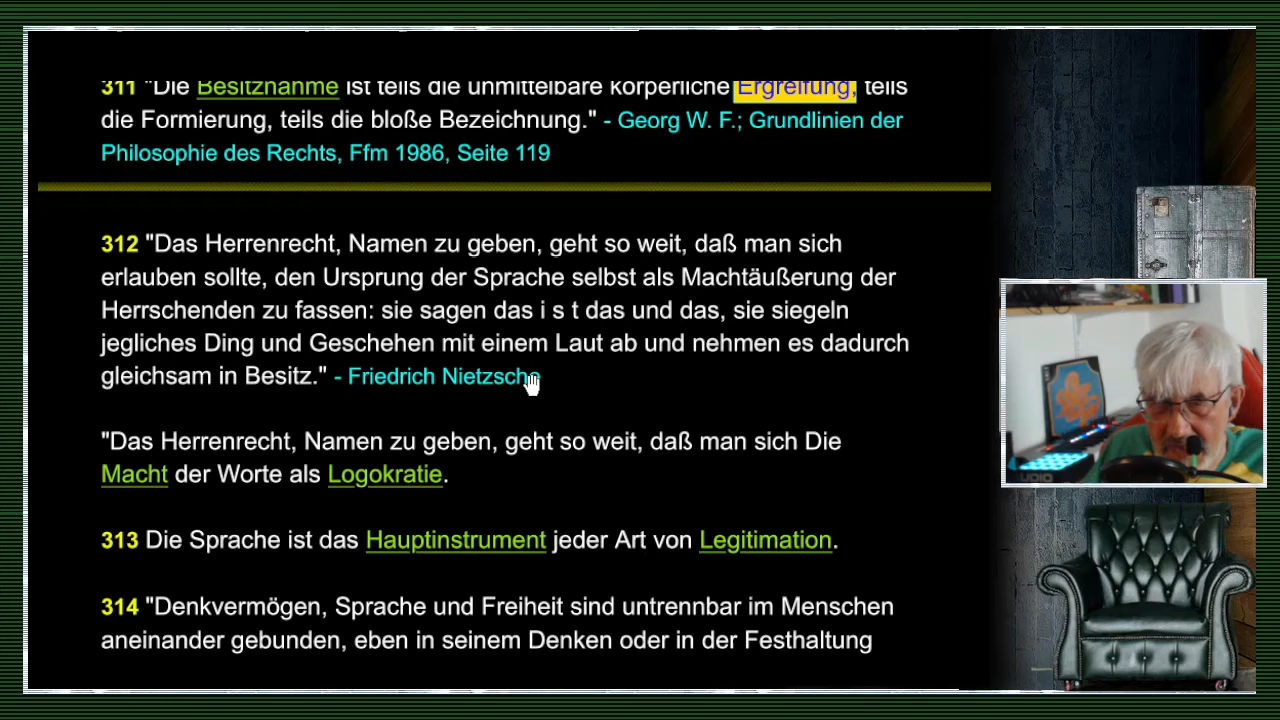 311 "Die Besitznahme ist teils die unmittelbare körperliche Ergreifung, teils
die Formierung, teils die bloße Bezeichnung." - Georg W. F.; Grundlinien der
Philosophie des Rechts, Ffm 1986, Seite 119
312 "Das Herrenrecht, Namen zu geben, geht so weit, daß man sich
erlauben sollte, den Ursprung der Sprache selbst als Machtäußerung der
Herrschenden zu fassen: sie sagen das i s t das und das, sie siegeln
jegliches Ding und Geschehen mit einem Laut ab und nehmen es dadurch
gleichsam in Besitz." - Friedrich Nietzsche
"Das Herrenrecht, Namen zu geben, geht so weit, daß man sich Die
Macht der Worte als Logokratie.
313 Die Sprache ist das Hauptinstrument jeder Art von Legitimation.
314 "Denkvermögen, Sprache und Freiheit sind untrennbar im Menschen
aneinander gebunden, eben in seinem Denken oder in der Festhaltung